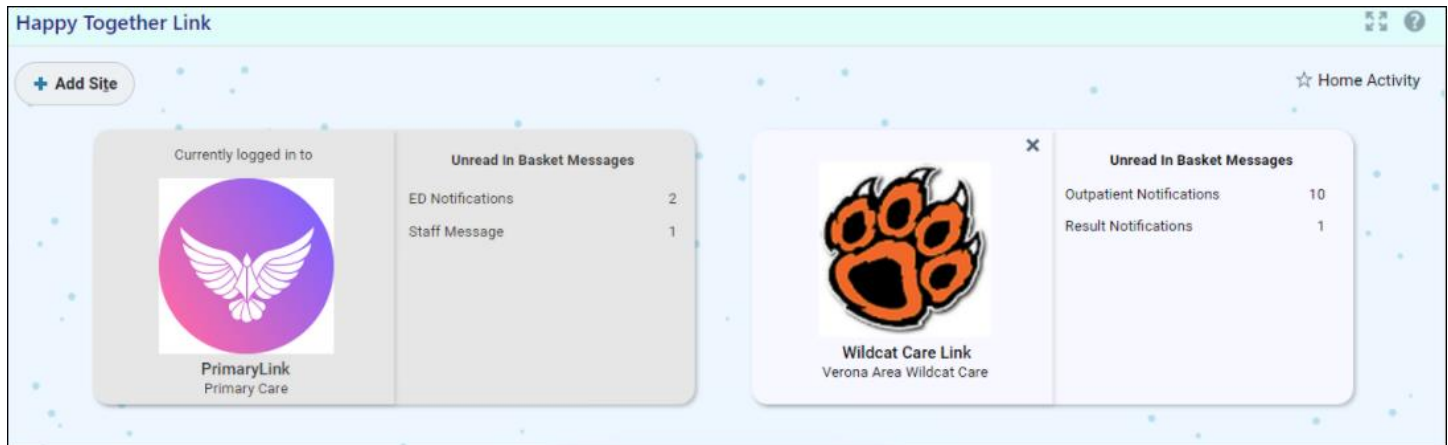 Happy Together Link
Add Site
Home Activity
Currently logged in to
PrimaryLink
Primary Care
Unread In Basket Messages
ED Notifications 2
Staff Message 1
Wildcat Care Link
Verona Area Wildcat Care
Unread In Basket Messages
Outpatient Notifications 10
Result Notifications 1